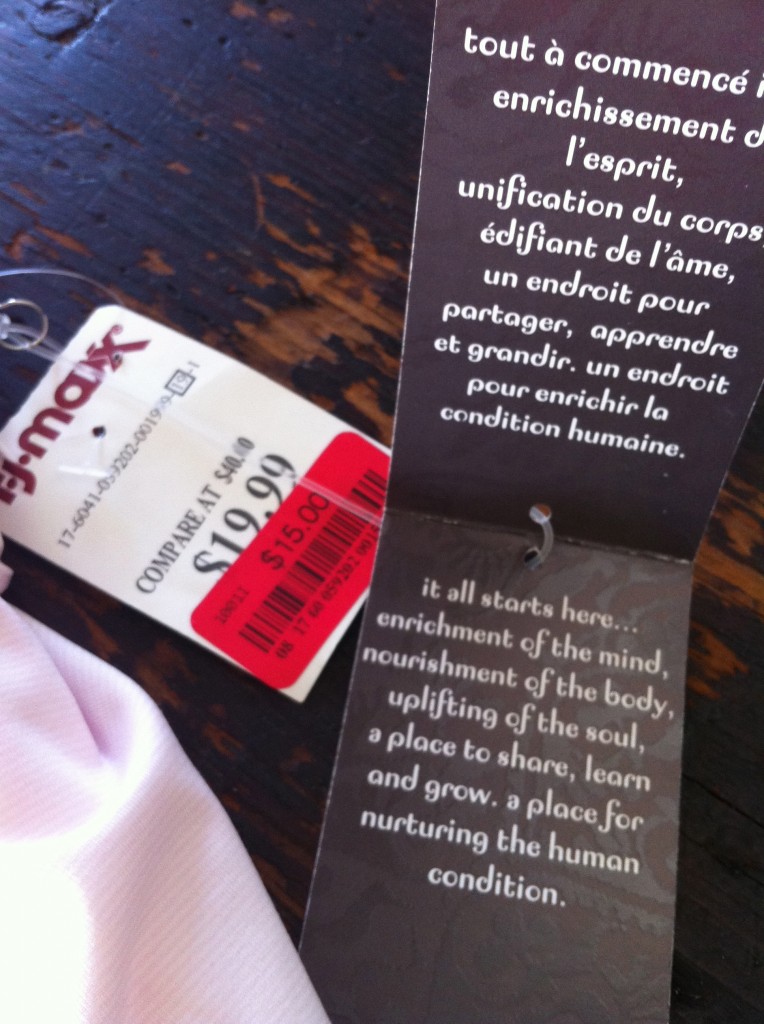 tout à commencé
enrichissement
l'esprit,
unification du corps,
édifiant de l'âme,
un endroit pour
partager, apprendre
et grandir. un endroit
pour enrichir la
condition humaine.
it all starts here...
enrichment of the mind,
nourishment of the body,
uplifting of the soul,
a place to share, learn
and grow. a place for
nurturing the human
condition.
T·J·maxx
COMPARE AT $40.00
$19.99
$15.00